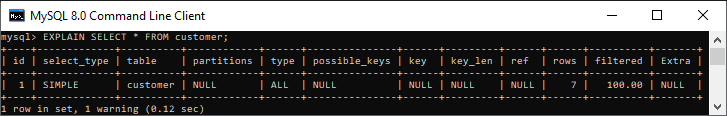 MySQL 8.0 Command Line Client
mysql> EXPLAIN SELECT * FROM customer;
+----+-------------+----------+------------+------+---------------+------+---------+------+------+----------+-------+
| id | select_type | table    | partitions | type | possible_keys | key  | key_len | ref  | rows | filtered | Extra |
+----+-------------+----------+------------+------+---------------+------+---------+------+------+----------+-------+
|  1 | SIMPLE      | customer | NULL       | ALL  | NULL          | NULL | NULL    | NULL |    7 |   100.00 | NULL  |
+----+-------------+----------+------------+------+---------------+------+---------+------+------+----------+-------+
1 row in set, 1 warning (0.12 sec)